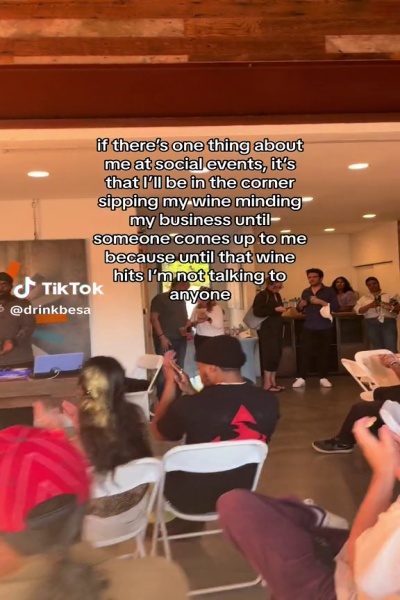 if there's one thing about
me at social events, it's
that I'll be in the corner
sipping my wine minding
my business until
someone comes up to me
because until that wine
hits I'm not talking to
anyone
TikTok
@drinkbesa